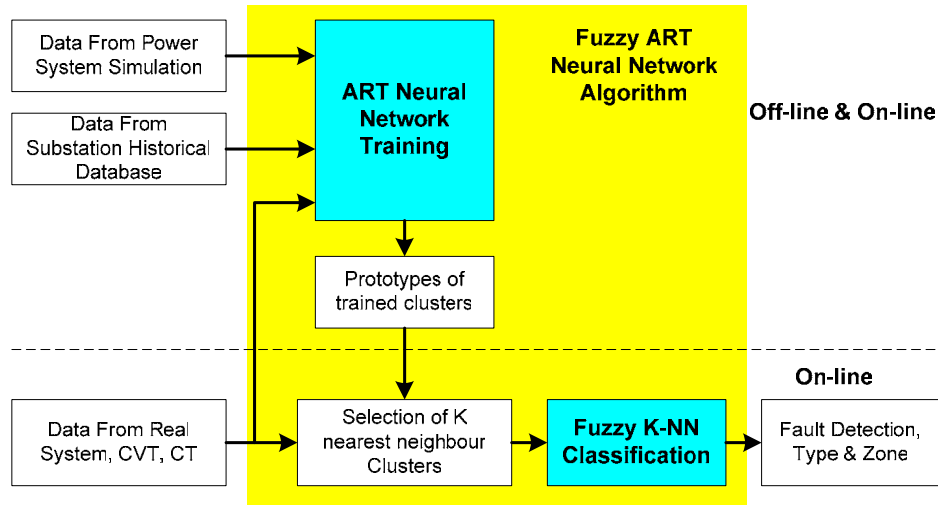 Data From Power
System Simulation
Data From
Substation Historical
Database
ART Neural
Network
Training
Fuzzy ART
Neural Network
Algorithm
Off-line & On-line
Prototypes of
trained clusters
On-line
Data From Real
System, CVT, CT
Selection of K
nearest neighbour
Clusters
Fuzzy K-NN
Classification
Fault Detection,
Type & Zone